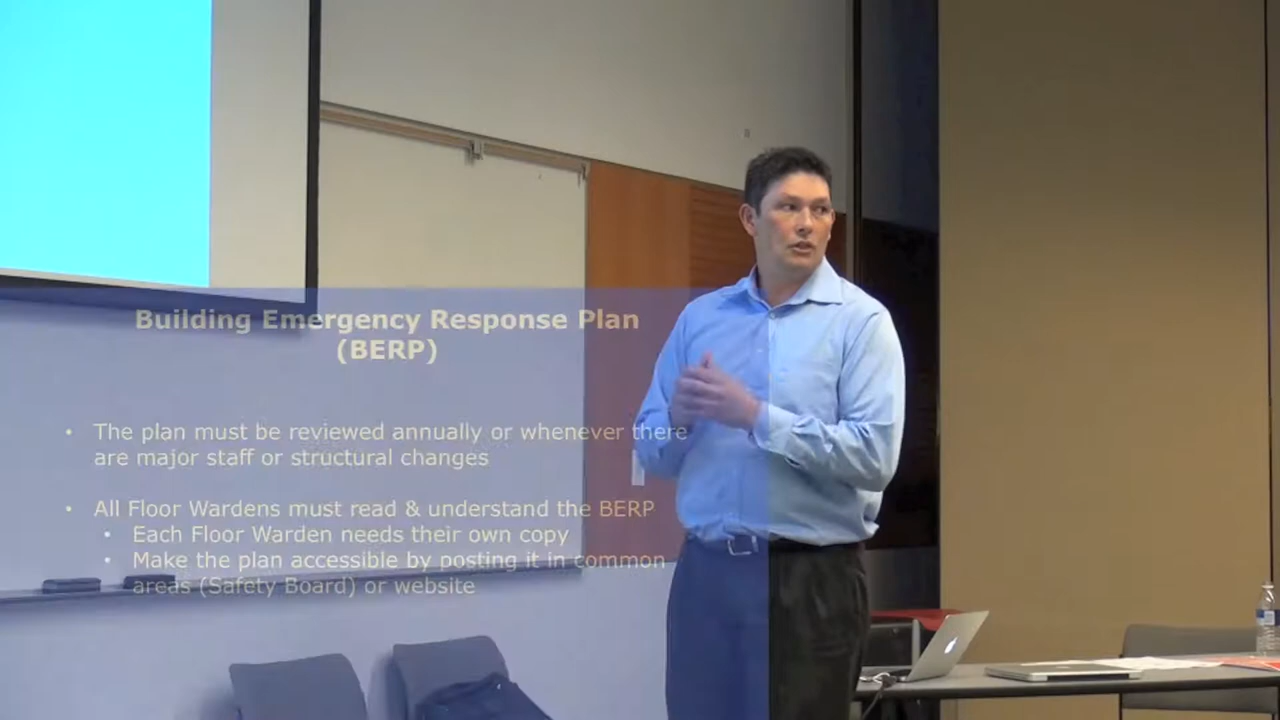 Building Emergency Response Plan
(BERP)
• The plan must be reviewed annually or whenever there
are major staff or structural changes
• All Floor Wardens must read & understand the BERP
• Each Floor Warden needs their own copy
• Make the plan accessible by posting it in common
areas (Safety Board) or website